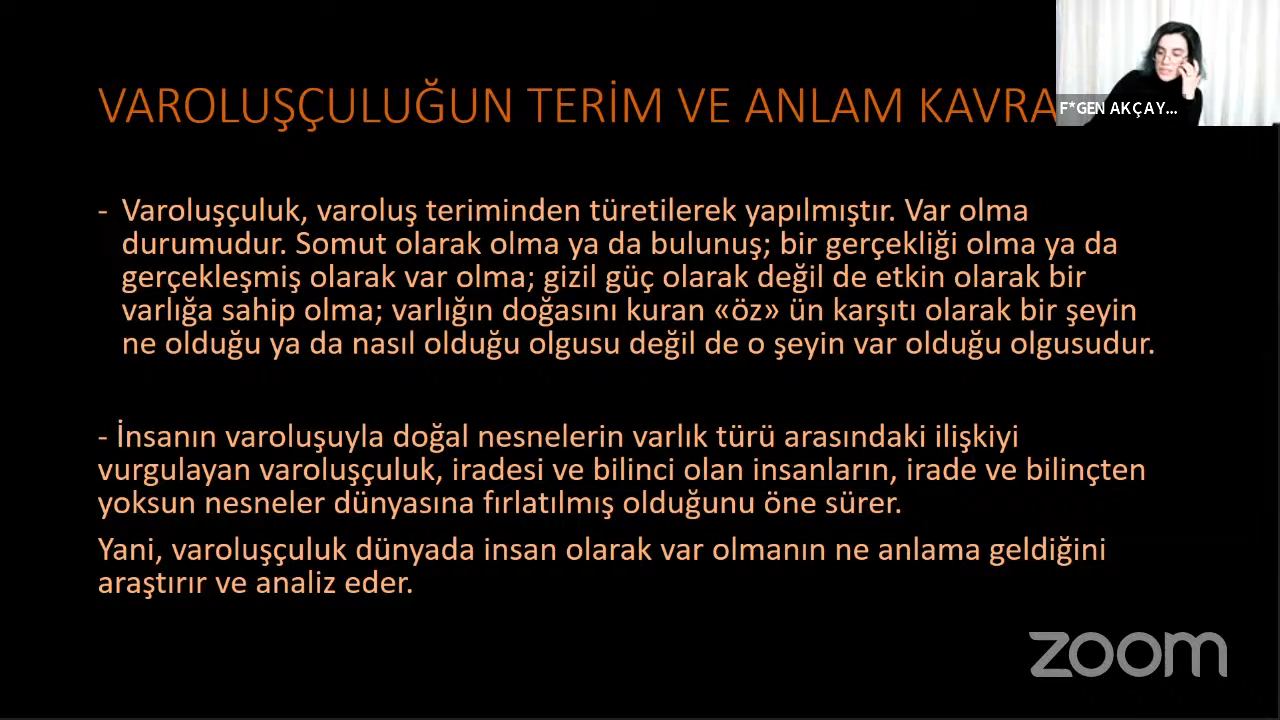 VAROLUŞÇULUĞUN TERİM VE ANLAM KAVRA
F*GEN AKÇAY...
- Varoluşçuluk, varoluş teriminden türetilerek yapılmıştır. Var olma
durumudur. Somut olarak olma ya da bulunuş; bir gerçekliği olma ya da
gerçekleşmiş olarak var olma; gizil güç olarak değil de etkin olarak bir
varlığa sahip olma; varlığın doğasını kuran «öz» ün karşıtı olarak bir şeyin
ne olduğu ya da nasıl olduğu olgusu değil de o şeyin var olduğu olgusudur.
- İnsanın varoluşuyla doğal nesnelerin varlık türü arasındaki ilişkiyi
vurgulayan varoluşçuluk, iradesi ve bilinci olan insanların, irade ve bilinçten
yoksun nesneler dünyasına fırlatılmış olduğunu öne sürer.
Yani, varoluşçuluk dünyada insan olarak var olmanın ne anlama geldiğini
araştırır ve analiz eder.
zoom